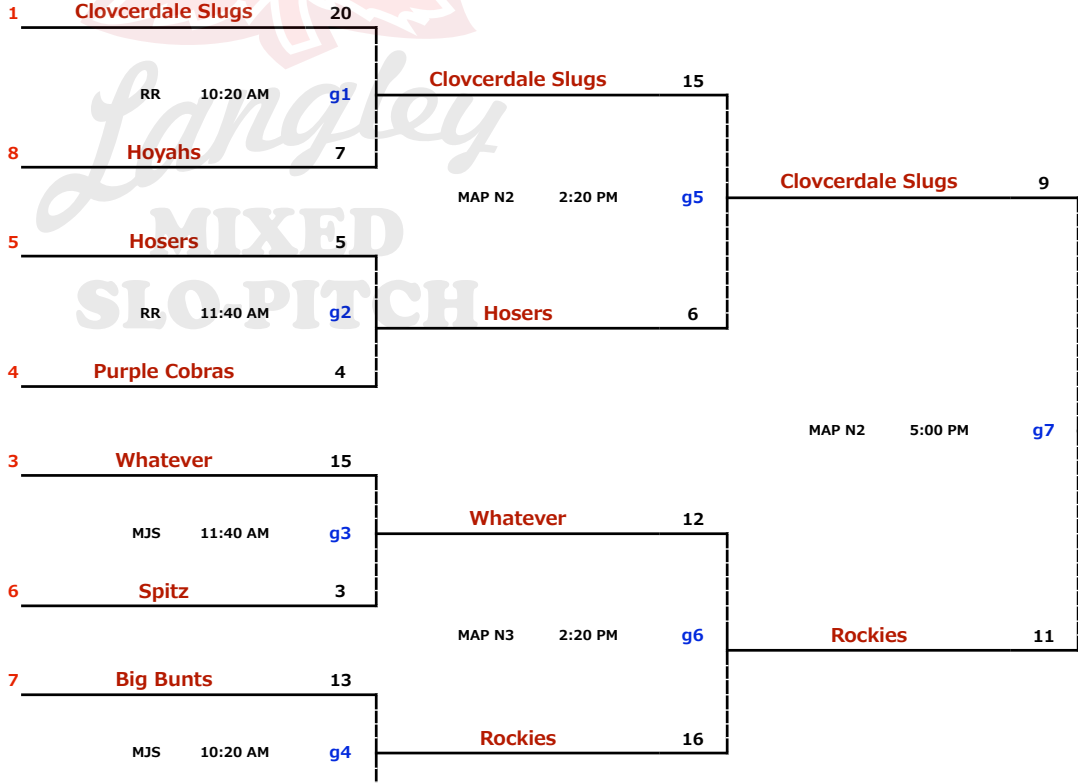 1 Clovcerdale Slugs 20
Clovcerdale Slugs 15
RR 10:20 AM g1
8 Hoyahs 7
Clovcerdale Slugs 9
MAP N2 2:20 PM g5
5 Hosers 5
RR 11:40 AM g2
Hosers 6
4 Purple Cobras 4
MAP N2 5:00 PM g7
3 Whatever 15
Whatever 12
MJS 11:40 AM g3
6 Spitz 3
MAP N3 2:20 PM g6
Rockies 11
7 Big Bunts 13
Rockies 16
MJS 10:20 AM g4
Langley
MIXED
SLO-PITCH